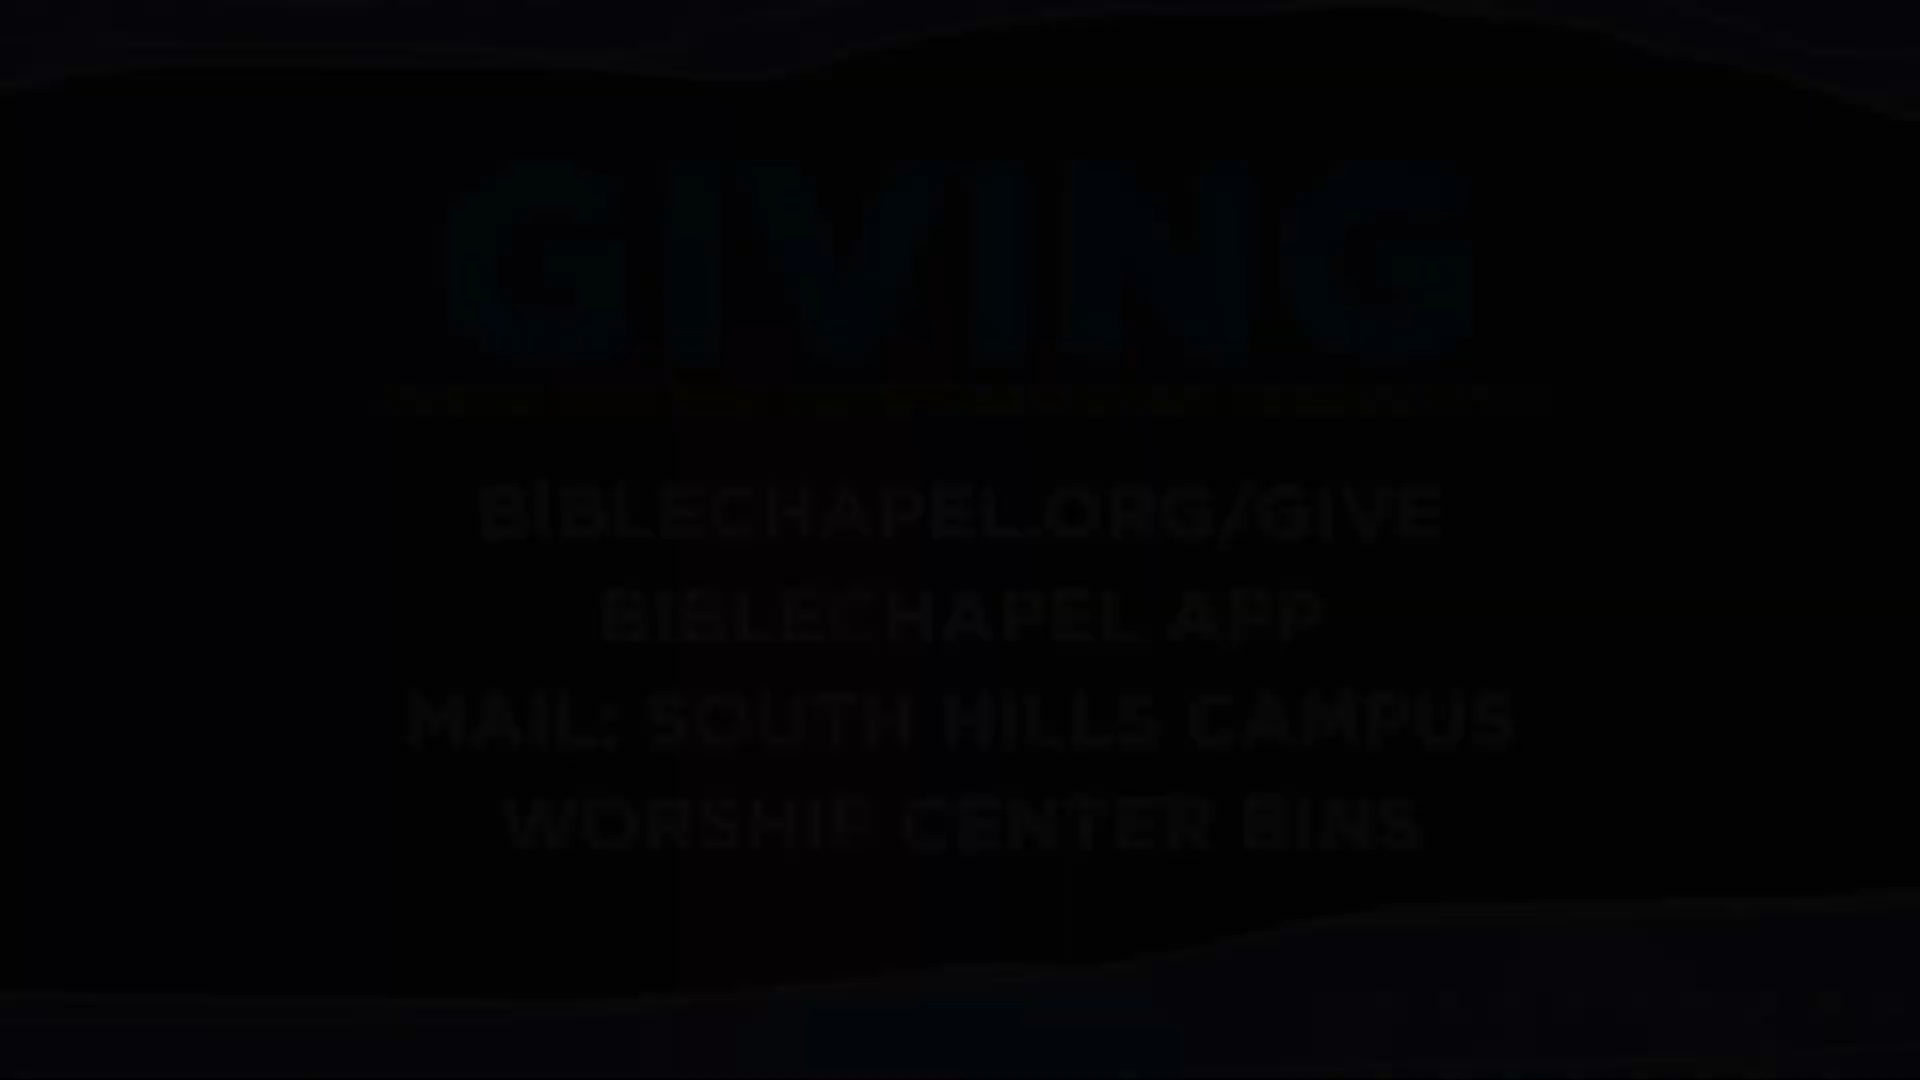 GIVING
BIBLECHAPEL.ORG/GIVE
BIBLECHAPEL APP
MAIL: SOUTH HILLS CAMPUS
WORSHIP CENTER BINS